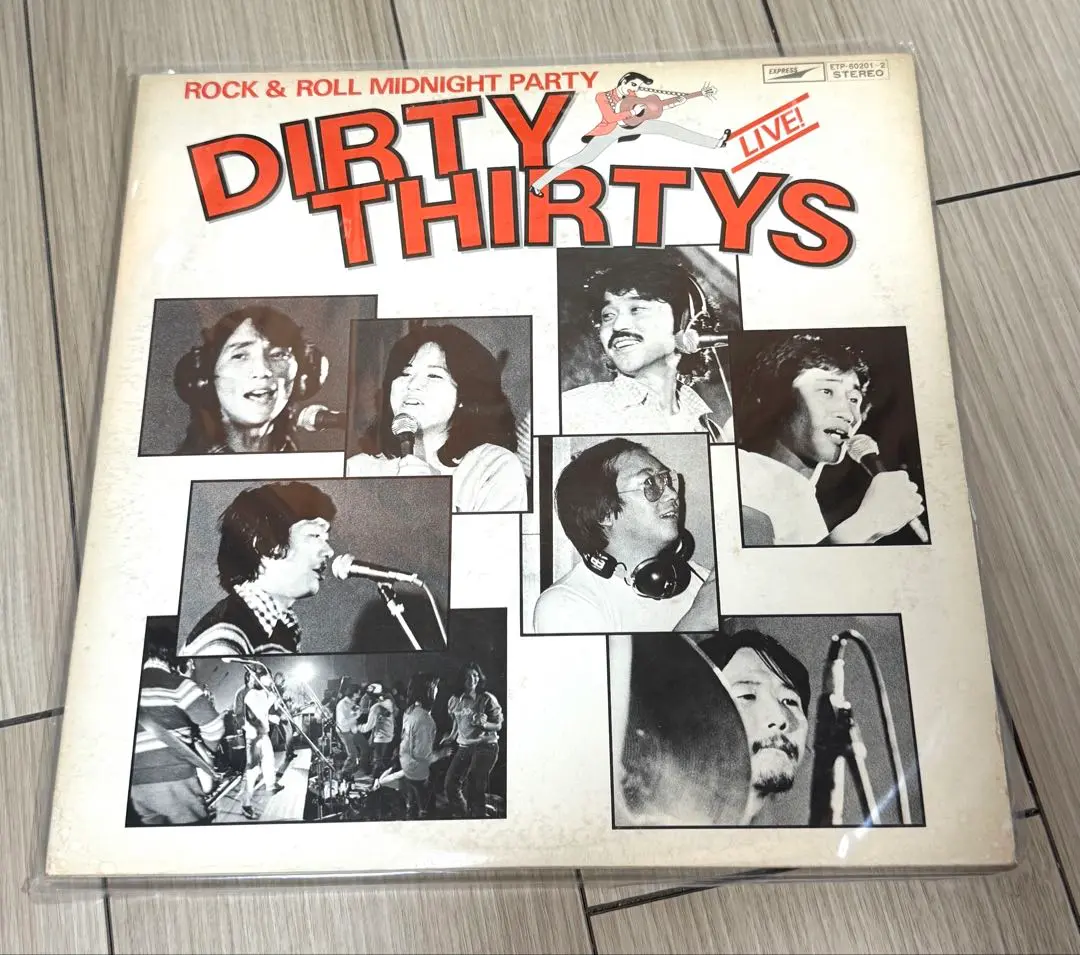 ROCK & ROLL MIDNIGHT PARTY
DIRTY
THIRTYS
LIVE!
EXPRESS
ETP-60201~2
STEREO